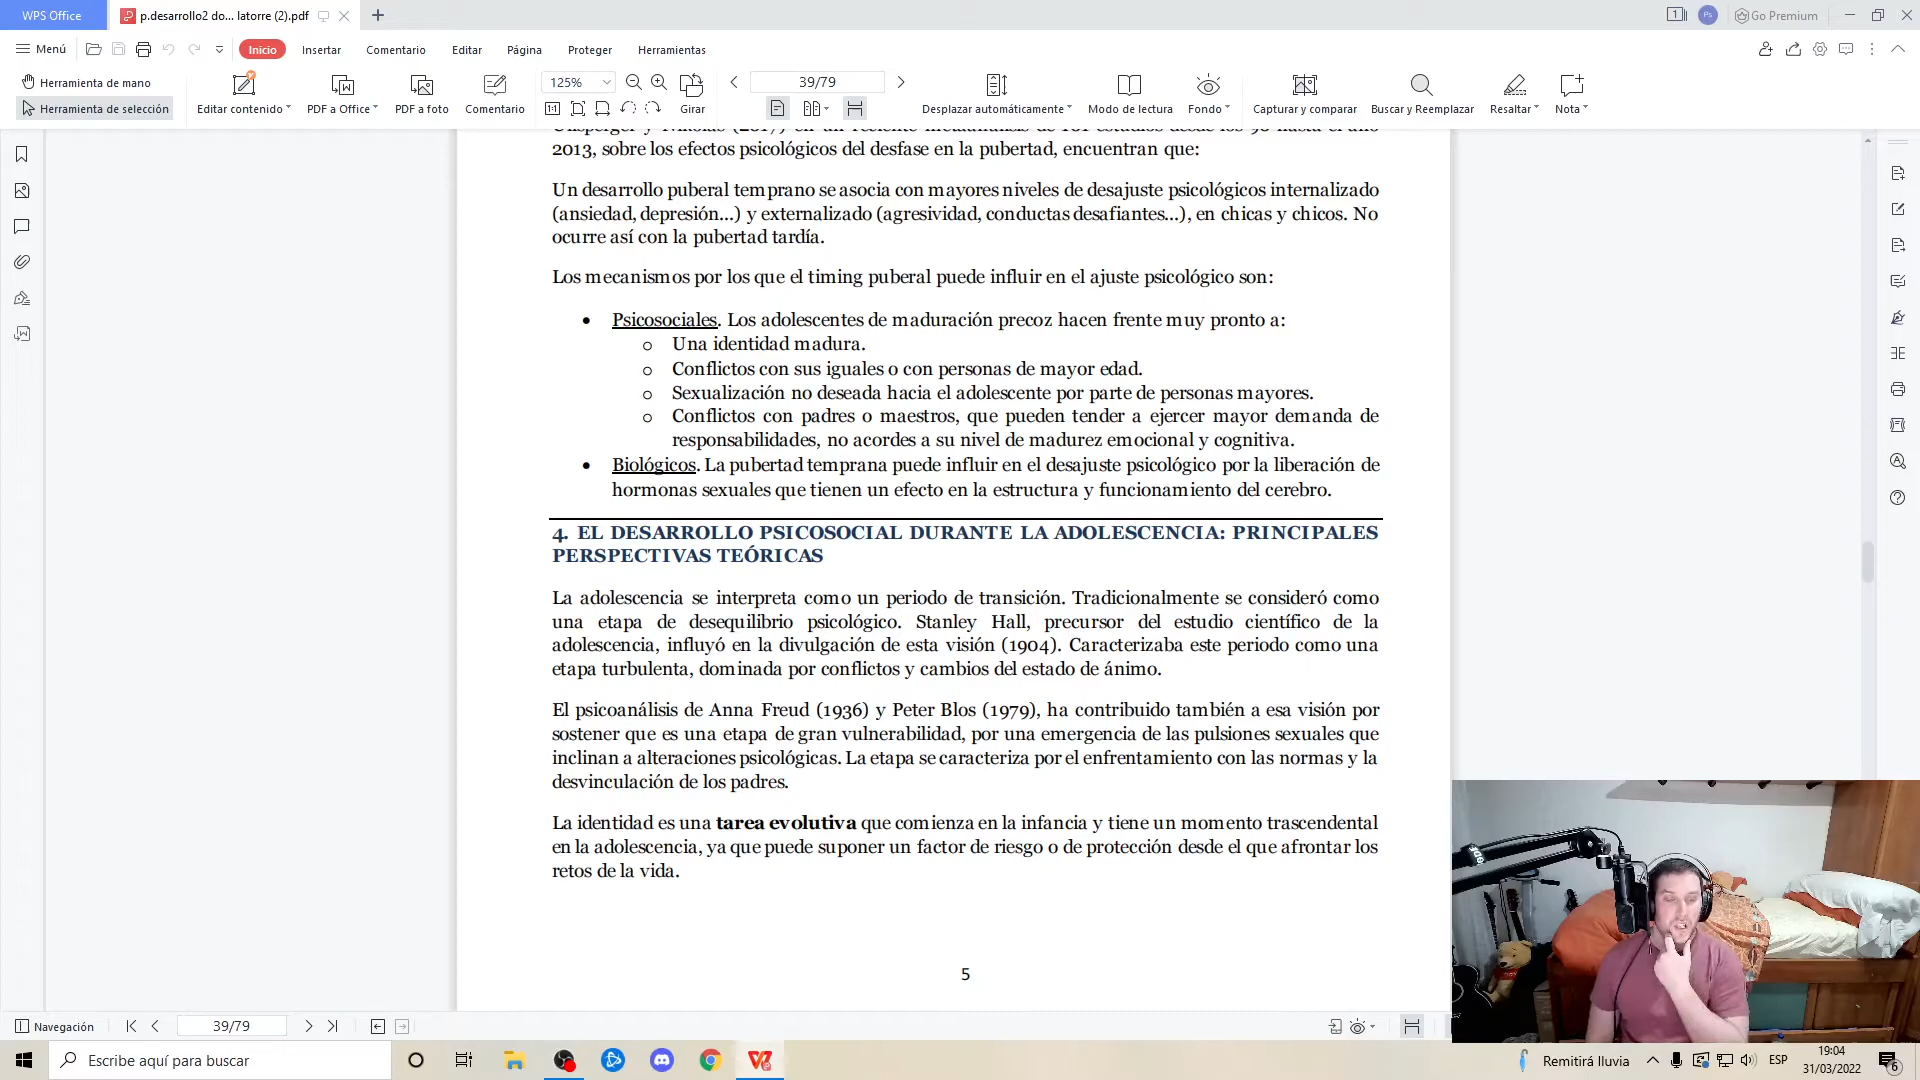 WPS Office
p.desarrollo2 do... latorre (2).pdf
1
Ps
Go Premium
Menú
Inicio
Insertar
Comentario
Editar
Página
Proteger
Herramientas
Herramienta de mano
Herramienta de selección
Editar contenido
PDF a Office
PDF a foto
Comentario
125%
Girar
39/79
Desplazar automáticamente
Modo de lectura
Fondo
Capturar y comparar
Buscar y Reemplazar
Resaltar
Nota
2013, sobre los efectos psicológicos del desfase en la pubertad, encuentran que:
Un desarrollo puberal temprano se asocia con mayores niveles de desajuste psicológicos internalizado
(ansiedad, depresión...) y externalizado (agresividad, conductas desafiantes...), en chicas y chicos. No
ocurre así con la pubertad tardía.
Los mecanismos por los que el timing puberal puede influir en el ajuste psicológico son:
• Psicosociales. Los adolescentes de maduración precoz hacen frente muy pronto a:
o Una identidad madura.
o Conflictos con sus iguales o con personas de mayor edad.
o Sexualización no deseada hacia el adolescente por parte de personas mayores.
o Conflictos con padres o maestros, que pueden tender a ejercer mayor demanda de
responsabilidades, no acordes a su nivel de madurez emocional y cognitiva.
• Biológicos. La pubertad temprana puede influir en el desajuste psicológico por la liberación de
hormonas sexuales que tienen un efecto en la estructura y funcionamiento del cerebro.
4. EL DESARROLLO PSICOSOCIAL DURANTE LA ADOLESCENCIA: PRINCIPALES
PERSPECTIVAS TEÓRICAS
La adolescencia se interpreta como un periodo de transición. Tradicionalmente se consideró como
una etapa de desequilibrio psicológico. Stanley Hall, precursor del estudio científico de la
adolescencia, influyó en la divulgación de esta visión (1904). Caracterizaba este periodo como una
etapa turbulenta, dominada por conflictos y cambios del estado de ánimo.
El psicoanálisis de Anna Freud (1936) y Peter Blos (1979), ha contribuido también a esa visión por
sostener que es una etapa de gran vulnerabilidad, por una emergencia de las pulsiones sexuales que
inclinan a alteraciones psicológicas. La etapa se caracteriza por el enfrentamiento con las normas y la
desvinculación de los padres.
La identidad es una tarea evolutiva que comienza en la infancia y tiene un momento trascendental
en la adolescencia, ya que puede suponer un factor de riesgo o de protección desde el que afrontar los
retos de la vida.
5
Navegación
39/79
Escribe aquí para buscar
Remitirá lluvia
ESP
19:04
31/03/2022
6